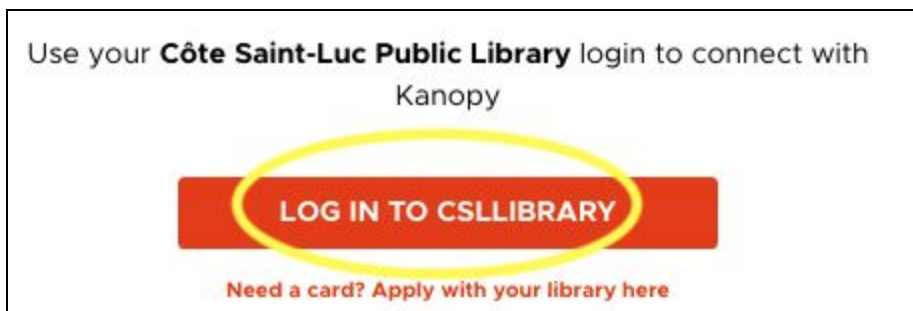 Use your Côte Saint-Luc Public Library login to connect with
Kanopy
LOG IN TO CSLLIBRARY
Need a card? Apply with your library here